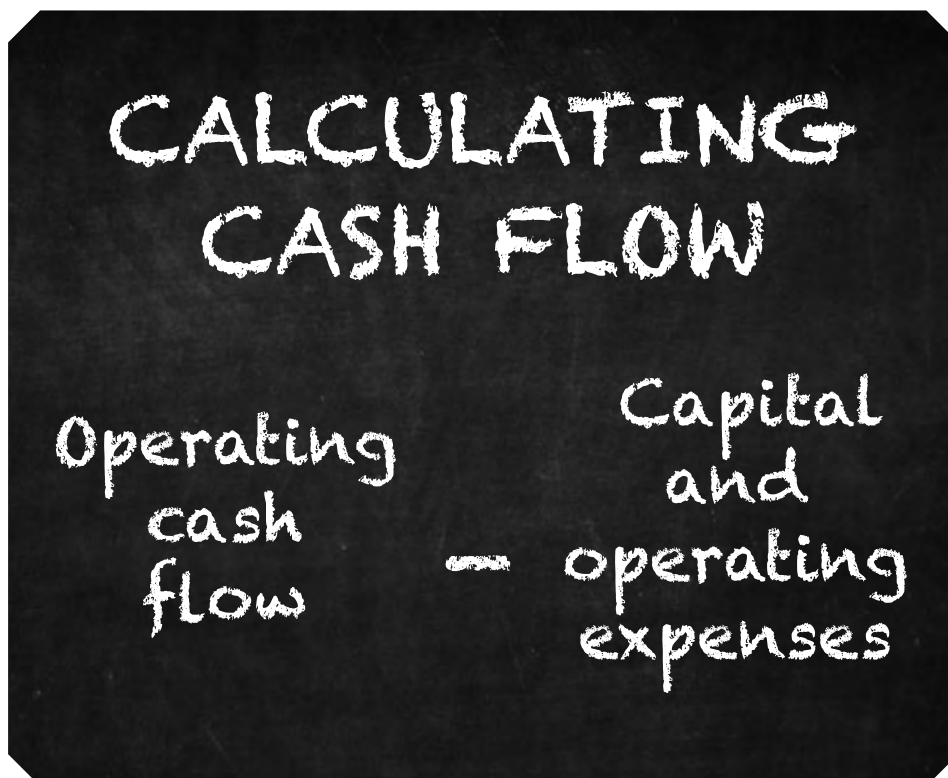 CALCULATING
CASH FLOW
Operating
cash
flow
-
Capital
and
operating
expenses